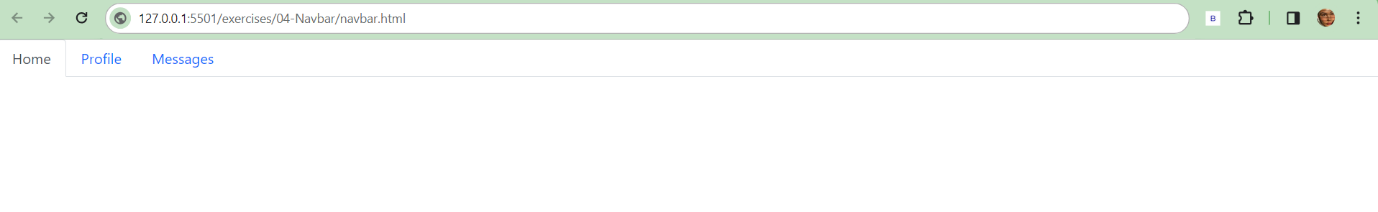 127.0.0.1:5501/exercises/04-Navbar/navbar.html
B
Home Profile Messages